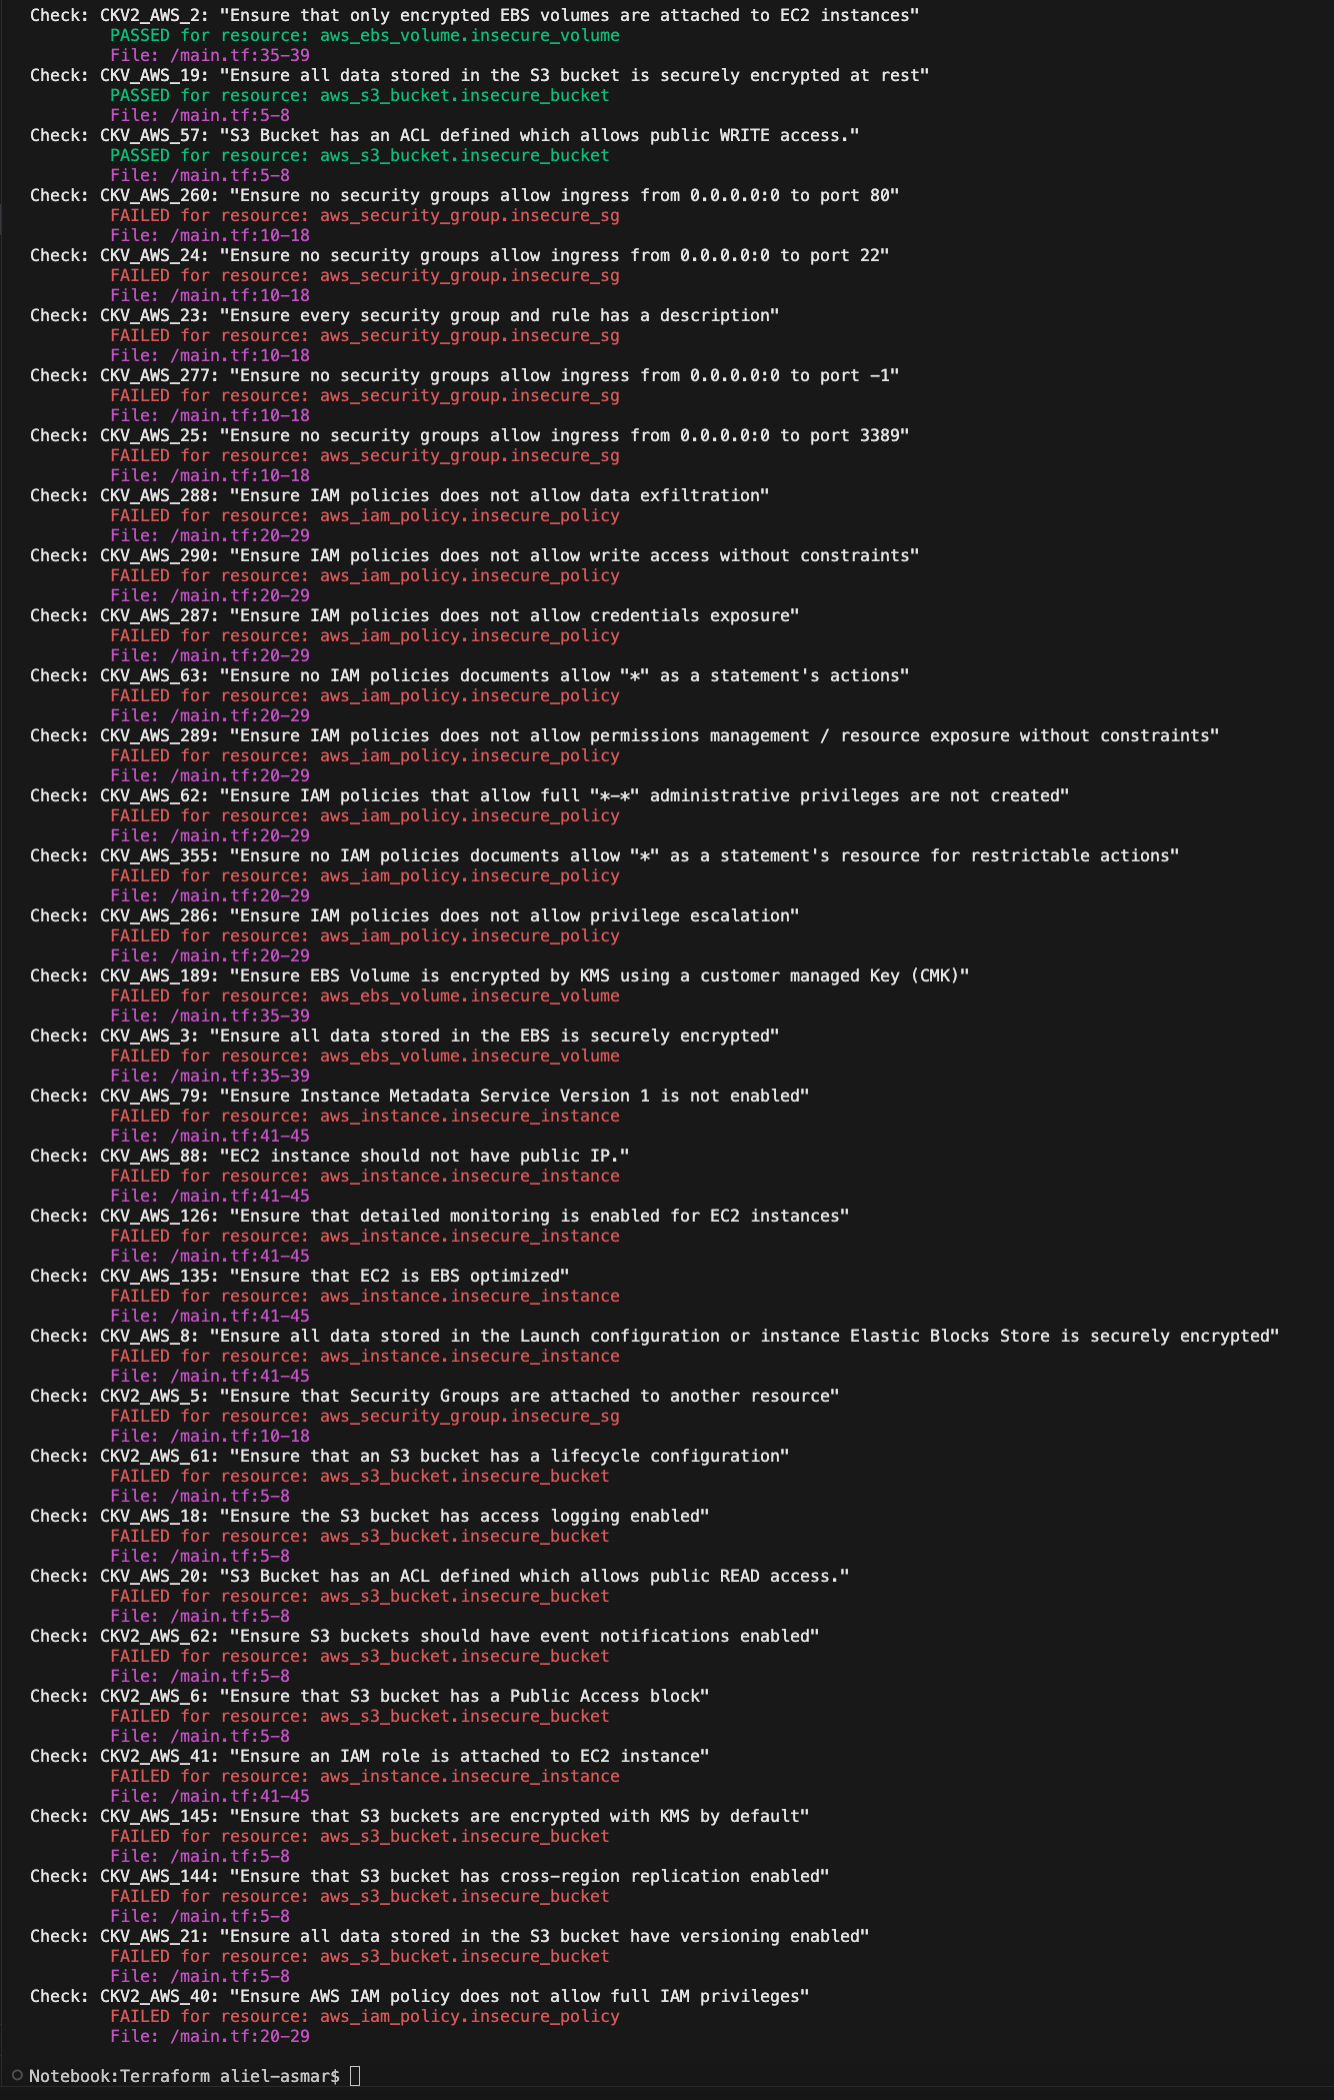 Check: CKV2_AWS_2: "Ensure that only encrypted EBS volumes are attached to EC2 instances"
PASSED for resource: aws_ebs_volume.insecure_volume
File: /main.tf:35-39
Check: CKV_AWS_19: "Ensure all data stored in the S3 bucket is securely encrypted at rest"
PASSED for resource: aws_s3_bucket.insecure_bucket
File: /main.tf:5-8
Check: CKV_AWS_57: "S3 Bucket has an ACL defined which allows public WRITE access."
PASSED for resource: aws_s3_bucket.insecure_bucket
File: /main.tf:5-8
Check: CKV_AWS_260: "Ensure no security groups allow ingress from 0.0.0.0:0 to port 80"
FAILED for resource: aws_security_group.insecure_sg
File: /main.tf:10-18
Check: CKV_AWS_24: "Ensure no security groups allow ingress from 0.0.0.0:0 to port 22"
FAILED for resource: aws_security_group.insecure_sg
File: /main.tf:10-18
Check: CKV_AWS_23: "Ensure every security group and rule has a description"
FAILED for resource: aws_security_group.insecure_sg
File: /main.tf:10-18
Check: CKV_AWS_277: "Ensure no security groups allow ingress from 0.0.0.0:0 to port -1"
FAILED for resource: aws_security_group.insecure_sg
File: /main.tf:10-18
Check: CKV_AWS_25: "Ensure no security groups allow ingress from 0.0.0.0:0 to port 3389"
FAILED for resource: aws_security_group.insecure_sg
File: /main.tf:10-18
Check: CKV_AWS_288: "Ensure IAM policies does not allow data exfiltration"
FAILED for resource: aws_iam_policy.insecure_policy
File: /main.tf:20-29
Check: CKV_AWS_290: "Ensure IAM policies does not allow write access without constraints"
FAILED for resource: aws_iam_policy.insecure_policy
File: /main.tf:20-29
Check: CKV_AWS_287: "Ensure IAM policies does not allow credentials exposure"
FAILED for resource: aws_iam_policy.insecure_policy
File: /main.tf:20-29
Check: CKV_AWS_63: "Ensure no IAM policies documents allow "*" as a statement's actions"
FAILED for resource: aws_iam_policy.insecure_policy
File: /main.tf:20-29
Check: CKV_AWS_289: "Ensure IAM policies does not allow permissions management / resource exposure without constraints"
FAILED for resource: aws_iam_policy.insecure_policy
File: /main.tf:20-29
Check: CKV_AWS_62: "Ensure IAM policies that allow full "*-*" administrative privileges are not created"
FAILED for resource: aws_iam_policy.insecure_policy
File: /main.tf:20-29
Check: CKV_AWS_355: "Ensure no IAM policies documents allow "*" as a statement's resource for restrictable actions"
FAILED for resource: aws_iam_policy.insecure_policy
File: /main.tf:20-29
Check: CKV_AWS_286: "Ensure IAM policies does not allow privilege escalation"
FAILED for resource: aws_iam_policy.insecure_policy
File: /main.tf:20-29
Check: CKV_AWS_189: "Ensure EBS Volume is encrypted by KMS using a customer managed Key (CMK)"
FAILED for resource: aws_ebs_volume.insecure_volume
File: /main.tf:35-39
Check: CKV_AWS_3: "Ensure all data stored in the EBS is securely encrypted"
FAILED for resource: aws_ebs_volume.insecure_volume
File: /main.tf:35-39
Check: CKV_AWS_79: "Ensure Instance Metadata Service Version 1 is not enabled"
FAILED for resource: aws_instance.insecure_instance
File: /main.tf:41-45
Check: CKV_AWS_88: "EC2 instance should not have public IP."
FAILED for resource: aws_instance.insecure_instance
File: /main.tf:41-45
Check: CKV_AWS_126: "Ensure that detailed monitoring is enabled for EC2 instances"
FAILED for resource: aws_instance.insecure_instance
File: /main.tf:41-45
Check: CKV_AWS_135: "Ensure that EC2 is EBS optimized"
FAILED for resource: aws_instance.insecure_instance
File: /main.tf:41-45
Check: CKV_AWS_8: "Ensure all data stored in the Launch configuration or instance Elastic Blocks Store is securely encrypted"
FAILED for resource: aws_instance.insecure_instance
File: /main.tf:41-45
Check: CKV2_AWS_5: "Ensure that Security Groups are attached to another resource"
FAILED for resource: aws_security_group.insecure_sg
File: /main.tf:10-18
Check: CKV2_AWS_61: "Ensure that an S3 bucket has a lifecycle configuration"
FAILED for resource: aws_s3_bucket.insecure_bucket
File: /main.tf:5-8
Check: CKV_AWS_18: "Ensure the S3 bucket has access logging enabled"
FAILED for resource: aws_s3_bucket.insecure_bucket
File: /main.tf:5-8
Check: CKV_AWS_20: "S3 Bucket has an ACL defined which allows public READ access."
FAILED for resource: aws_s3_bucket.insecure_bucket
File: /main.tf:5-8
Check: CKV2_AWS_62: "Ensure S3 buckets should have event notifications enabled"
FAILED for resource: aws_s3_bucket.insecure_bucket
File: /main.tf:5-8
Check: CKV2_AWS_6: "Ensure that S3 bucket has a Public Access block"
FAILED for resource: aws_s3_bucket.insecure_bucket
File: /main.tf:5-8
Check: CKV2_AWS_41: "Ensure an IAM role is attached to EC2 instance"
FAILED for resource: aws_instance.insecure_instance
File: /main.tf:41-45
Check: CKV_AWS_145: "Ensure that S3 buckets are encrypted with KMS by default"
FAILED for resource: aws_s3_bucket.insecure_bucket
File: /main.tf:5-8
Check: CKV_AWS_144: "Ensure that S3 bucket has cross-region replication enabled"
FAILED for resource: aws_s3_bucket.insecure_bucket
File: /main.tf:5-8
Check: CKV_AWS_21: "Ensure all data stored in the S3 bucket have versioning enabled"
FAILED for resource: aws_s3_bucket.insecure_bucket
File: /main.tf:5-8
Check: CKV2_AWS_40: "Ensure AWS IAM policy does not allow full IAM privileges"
FAILED for resource: aws_iam_policy.insecure_policy
File: /main.tf:20-29
Notebook:Terraform aliel-asmar$